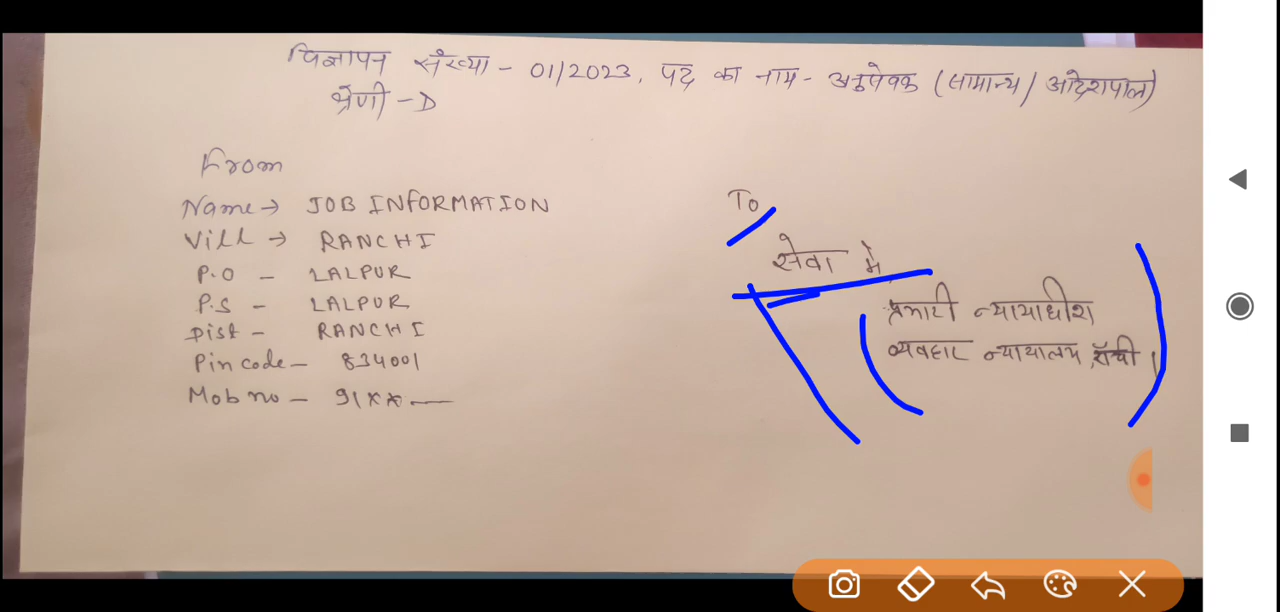 विज्ञापन संख्या - 01/2023, पद का नाम - अनुसेवक (सामान्य / आदेशपाल)
श्रेणी - D
From
Name → JOB INFORMATION
Vill → RANCHI
P.O - LALPUR
P.S - LALPUR
Dist - RANCHI
Pin code - 834001
Mob no - 91xx —
To
सेवा में,
प्रभारी न्यायाधीश
व्यवहार न्यायालय, राँची।